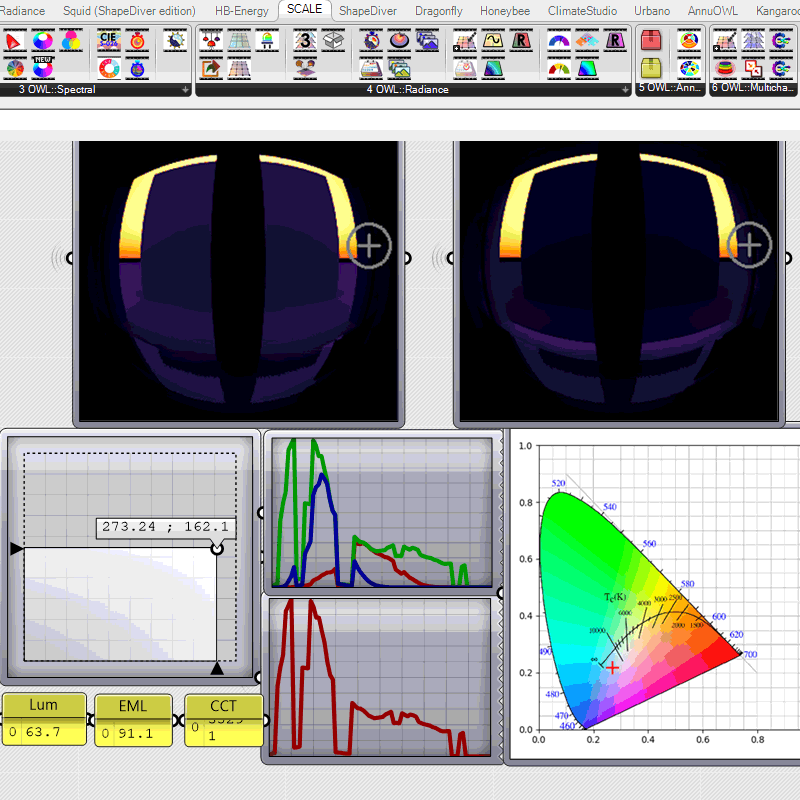 Radiance Squid (ShapeDiver edition) HB-Energy SCALE ShapeDiver Dragonfly Honeybee ClimateStudio Urbano AnnuOWL Kangaroo
CIE 3 R R
NEW
3 OWL::Spectral 4 OWL::Radiance 5 OWL::Ann... 6 OWL::Multicha...
273.24 ; 162.1
Lum EML CCT
0 63.7 0 91.1 0
1
1.0
0.8
0.6
0.4
0.2
0.0
0.0 0.2 0.4 0.6 0.8
520
540
560
580
600
620
700
490
480
470
460
Tc(K)
∞ 10000 6000 4000 3000 2500 2000 1500